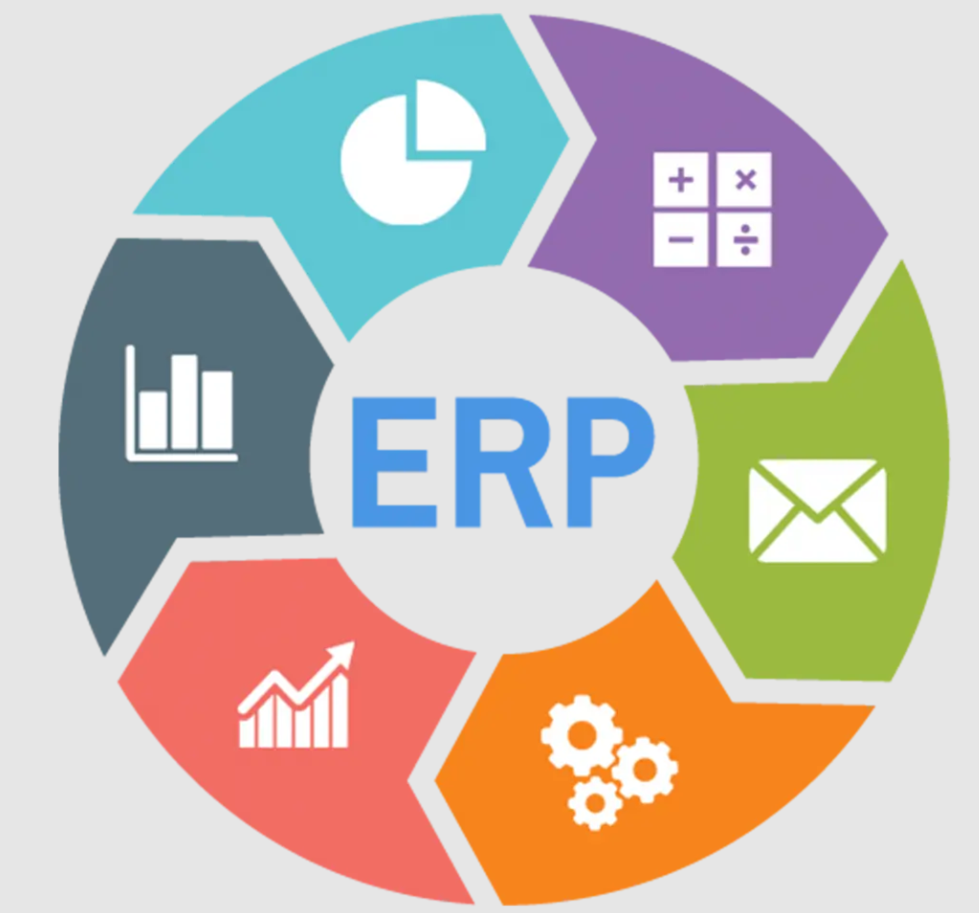 + ×
− ÷
ERP